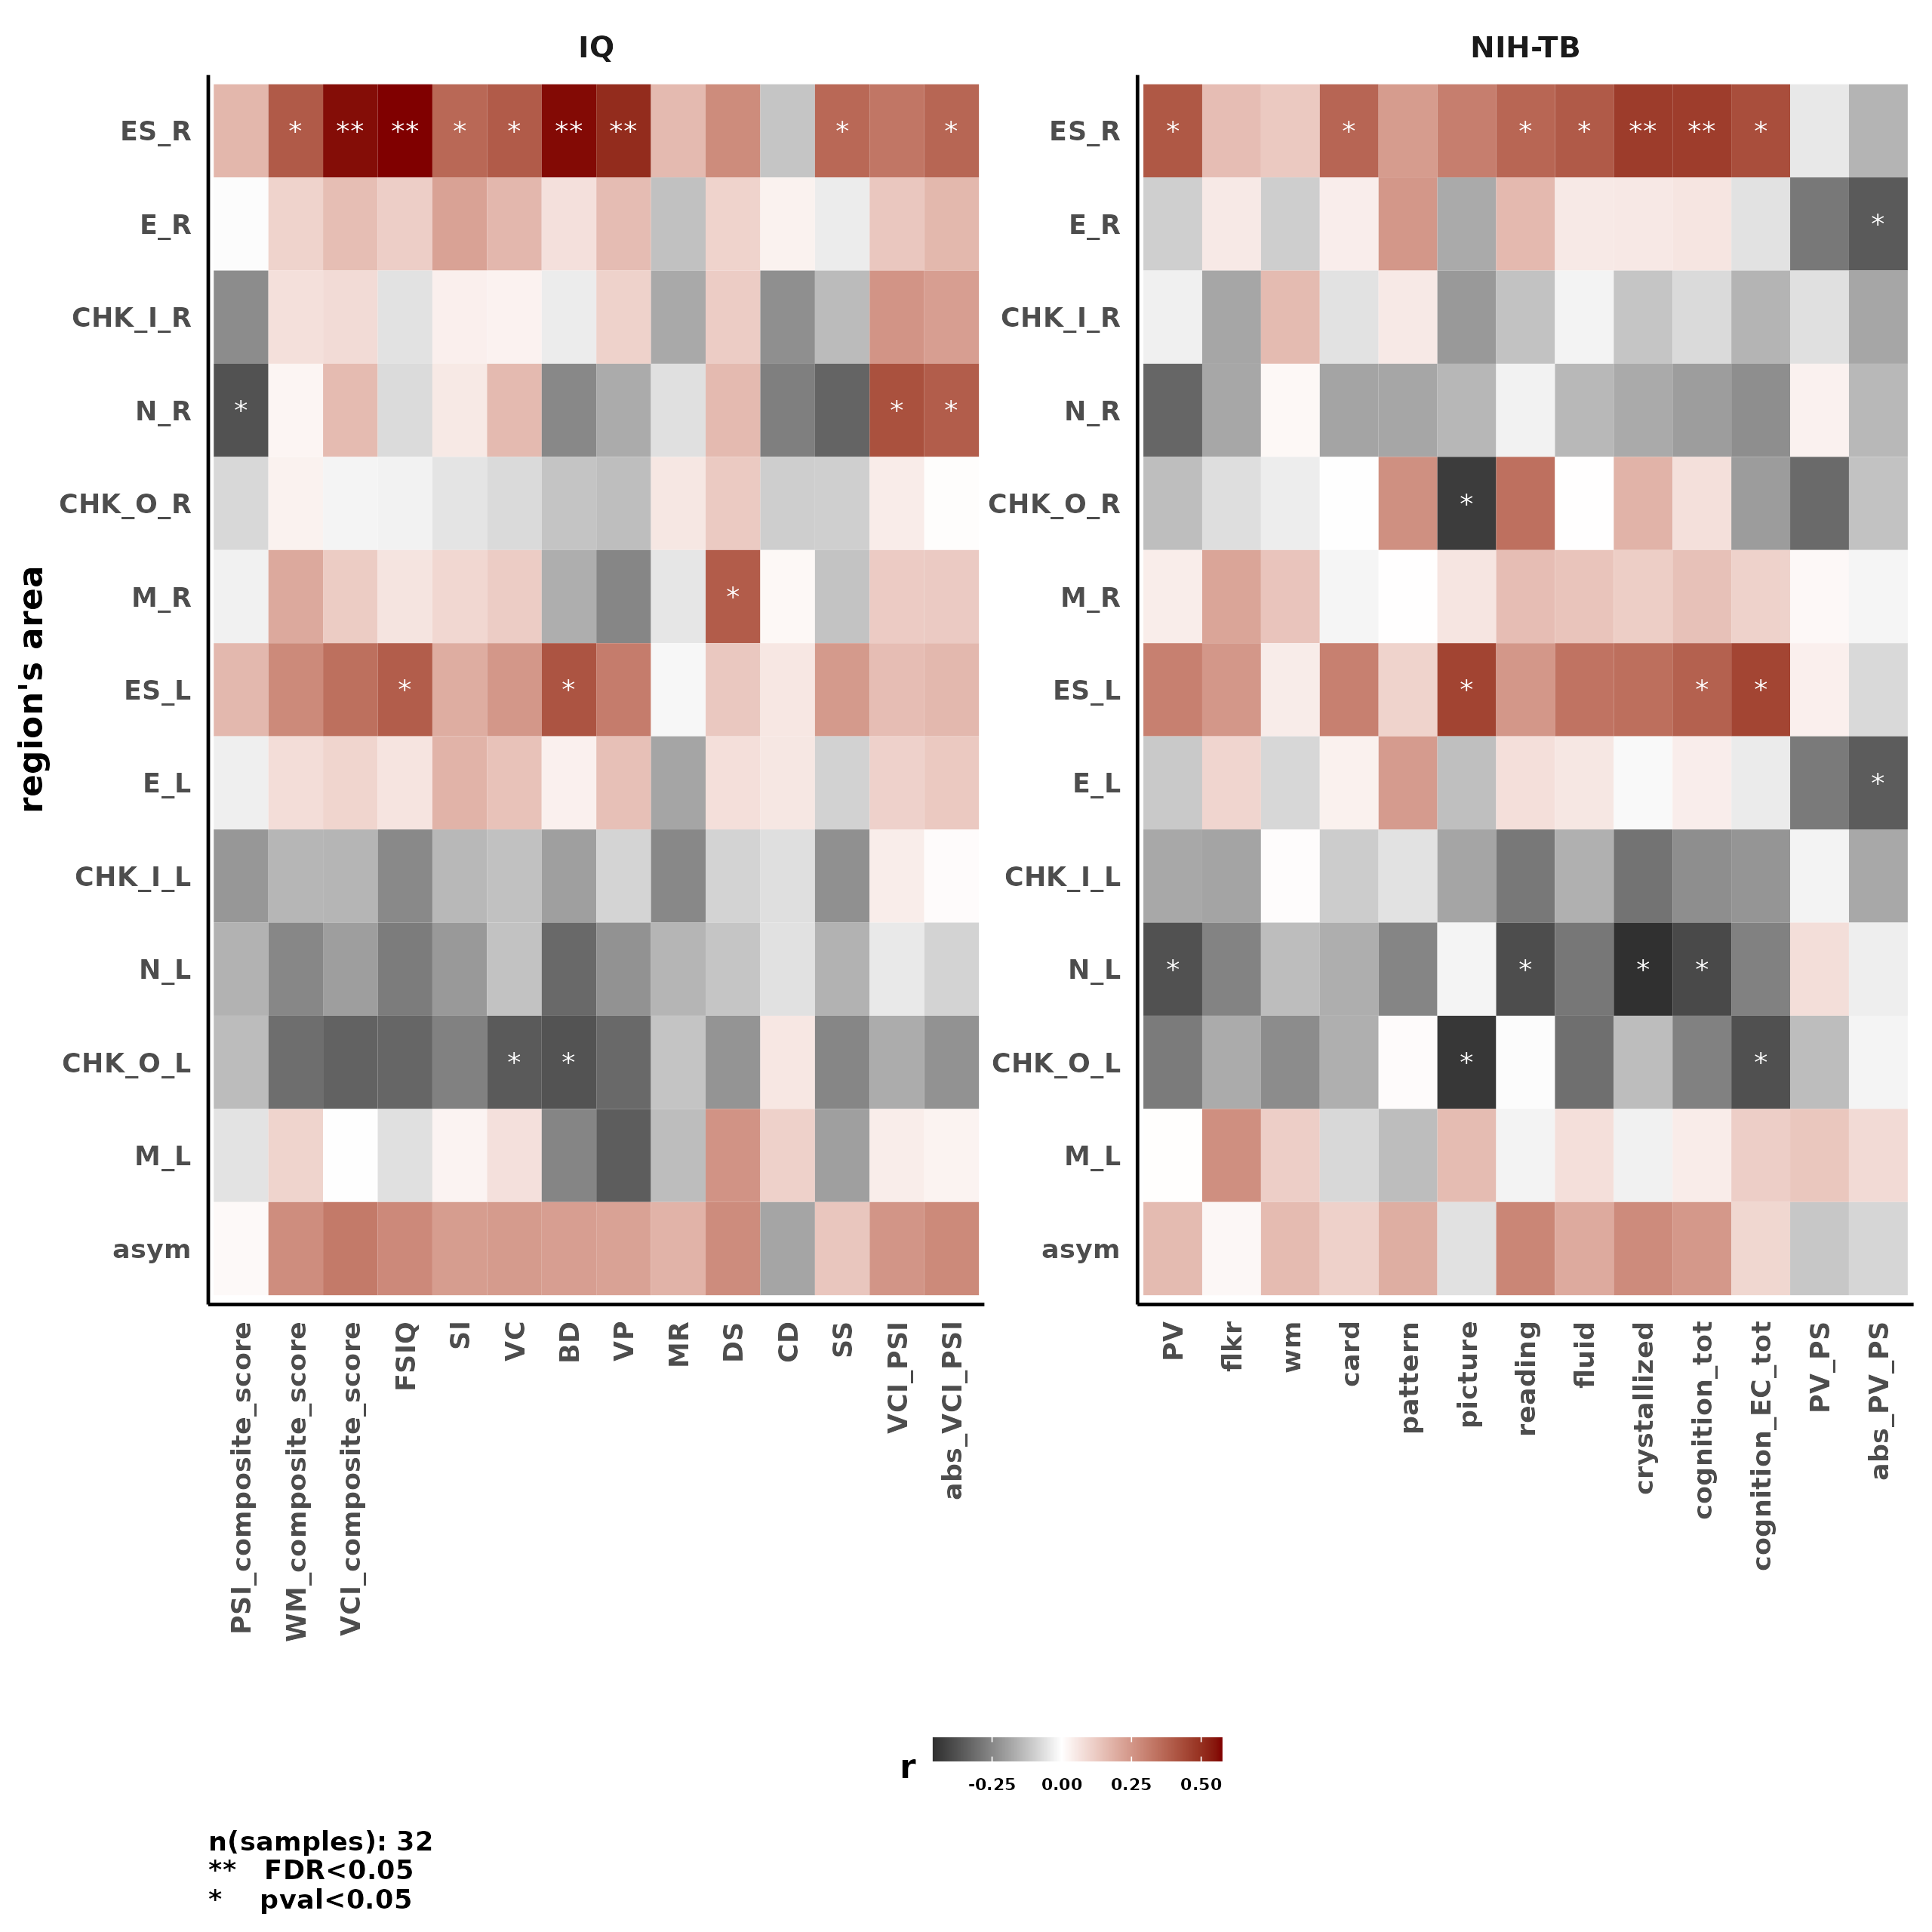 IQ
NIH-TB
region's area
ES_R * ** ** * * ** ** * *
E_R
CHK_I_R
N_R * * *
CHK_O_R
M_R *
ES_L * *
E_L
CHK_I_L
N_L
CHK_O_L * *
M_L
asym
ES_R * * * * ** ** *
E_R *
CHK_I_R
N_R
CHK_O_R *
M_R
ES_L * * *
E_L *
CHK_I_L
N_L * * * *
CHK_O_L * *
M_L
asym
PSI_composite_score
WM_composite_score
VCI_composite_score
FSIQ
SI
VC
BD
VP
MR
DS
CD
SS
VCI_PSI
abs_VCI_PSI
PV
flkr
wm
card
pattern
picture
reading
fluid
crystallized
cognition_tot
cognition_EC_tot
PV_PS
abs_PV_PS
r
-0.25 0.00 0.25 0.50
n(samples): 32
** FDR<0.05
* pval<0.05